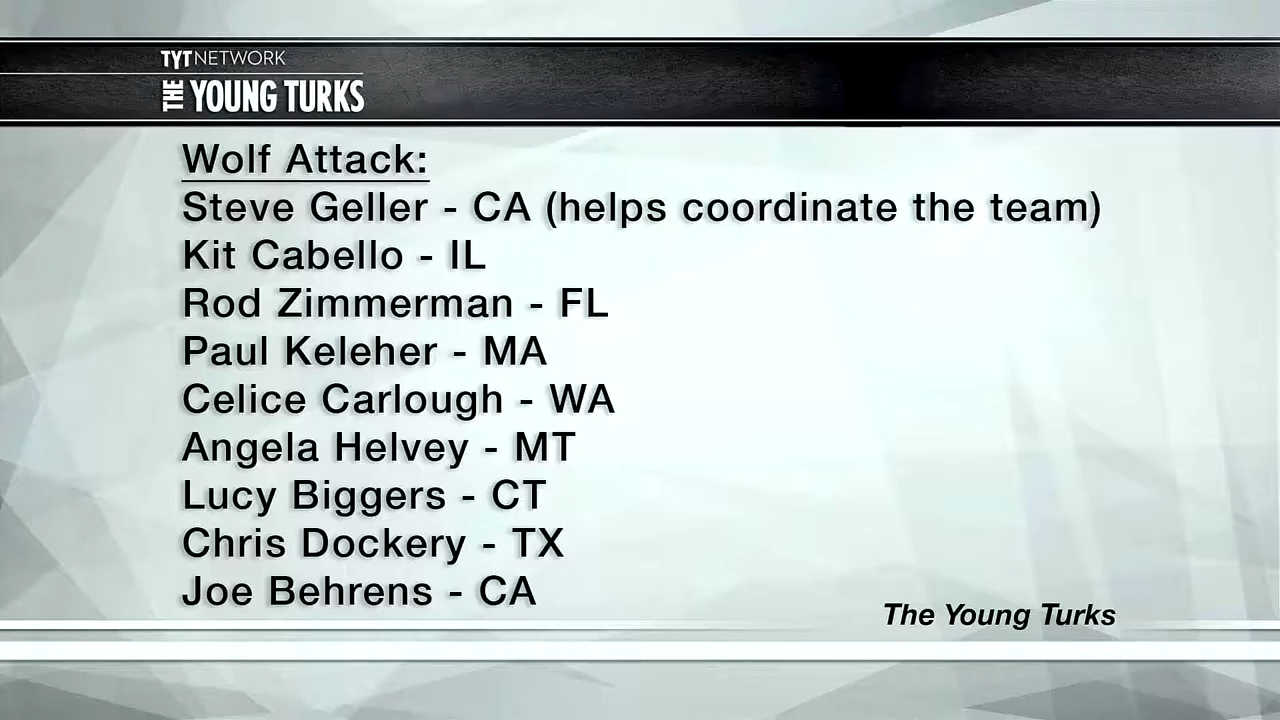 TYT NETWORK
THE YOUNG TURKS
Wolf Attack:
Steve Geller - CA (helps coordinate the team)
Kit Cabello - IL
Rod Zimmerman - FL
Paul Keleher - MA
Celice Carlough - WA
Angela Helvey - MT
Lucy Biggers - CT
Chris Dockery - TX
Joe Behrens - CA
The Young Turks